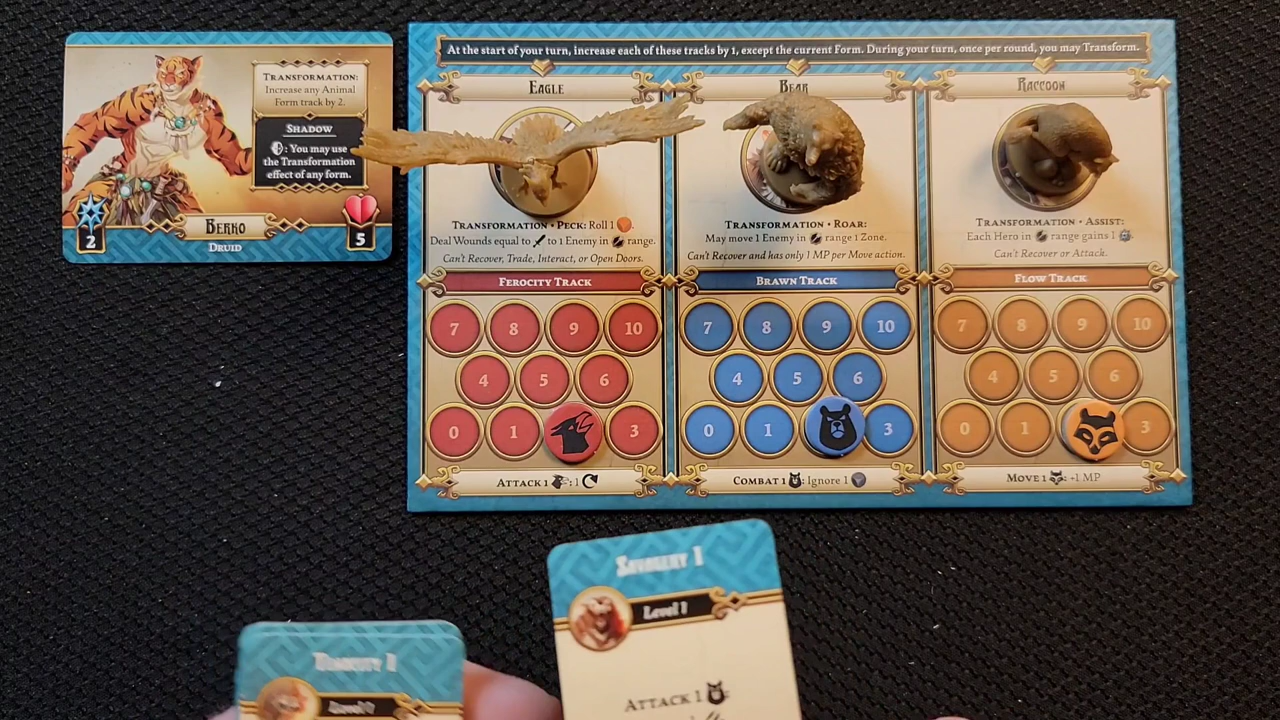 At the start of your turn, increase each of these tracks by 1, except the current Form. During your turn, once per round, you may Transform.
TRANSFORMATION:
Increase any Animal
Form track by 2.
SHADOW
: You may use
the Transformation
effect of any form.
2
BERKO
5
DRUID
EAGLE
TRANSFORMATION • PECK: Roll 1 .
Deal Wounds equal to to 1 Enemy in range.
Can't Recover, Trade, Interact, or Open Doors.
FEROCITY TRACK
7 8 9 10
4 5 6
0 1 3
ATTACK 1 : 1
BEAR
TRANSFORMATION • ROAR:
May move 1 Enemy in range 1 Zone.
Can't Recover and has only 1 MP per Move action.
BRAWN TRACK
7 8 9 10
4 5 6
0 1 3
COMBAT 1 : Ignore 1
RACCOON
TRANSFORMATION • ASSIST:
Each Hero in range gains 1 .
Can't Recover or Attack.
FLOW TRACK
7 8 9 10
4 5 6
0 1 3
MOVE 1 : +1 MP
SAVAGERY 1
Level 1
ATTACK 1 :